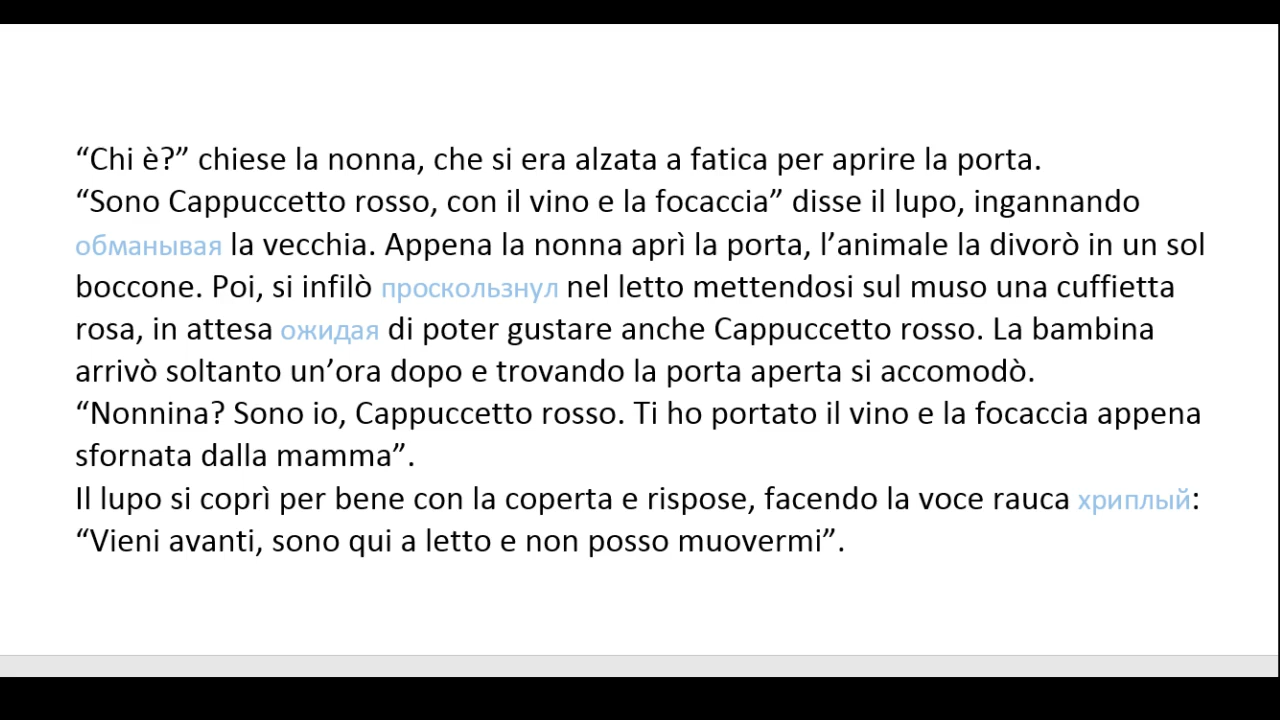 “Chi è?” chiese la nonna, che si era alzata a fatica per aprire la porta.
“Sono Cappuccetto rosso, con il vino e la focaccia” disse il lupo, ingannando
обманывая la vecchia. Appena la nonna aprì la porta, l’animale la divorò in un sol
boccone. Poi, si infilò проскользнул nel letto mettendosi sul muso una cuffietta
rosa, in attesa ожидая di poter gustare anche Cappuccetto rosso. La bambina
arrivò soltanto un’ora dopo e trovando la porta aperta si accomodò.
“Nonnina? Sono io, Cappuccetto rosso. Ti ho portato il vino e la focaccia appena
sfornata dalla mamma”.
Il lupo si coprì per bene con la coperta e rispose, facendo la voce rauca хриплый:
“Vieni avanti, sono qui a letto e non posso muovermi”.